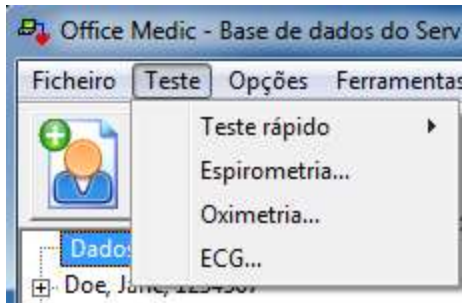 Office Medic - Base de dados do Serv
Ficheiro Teste Opções Ferramentas
Teste rápido
Espirometria...
Oximetria...
Dados
ECG...
Doe, Jane, 1234567